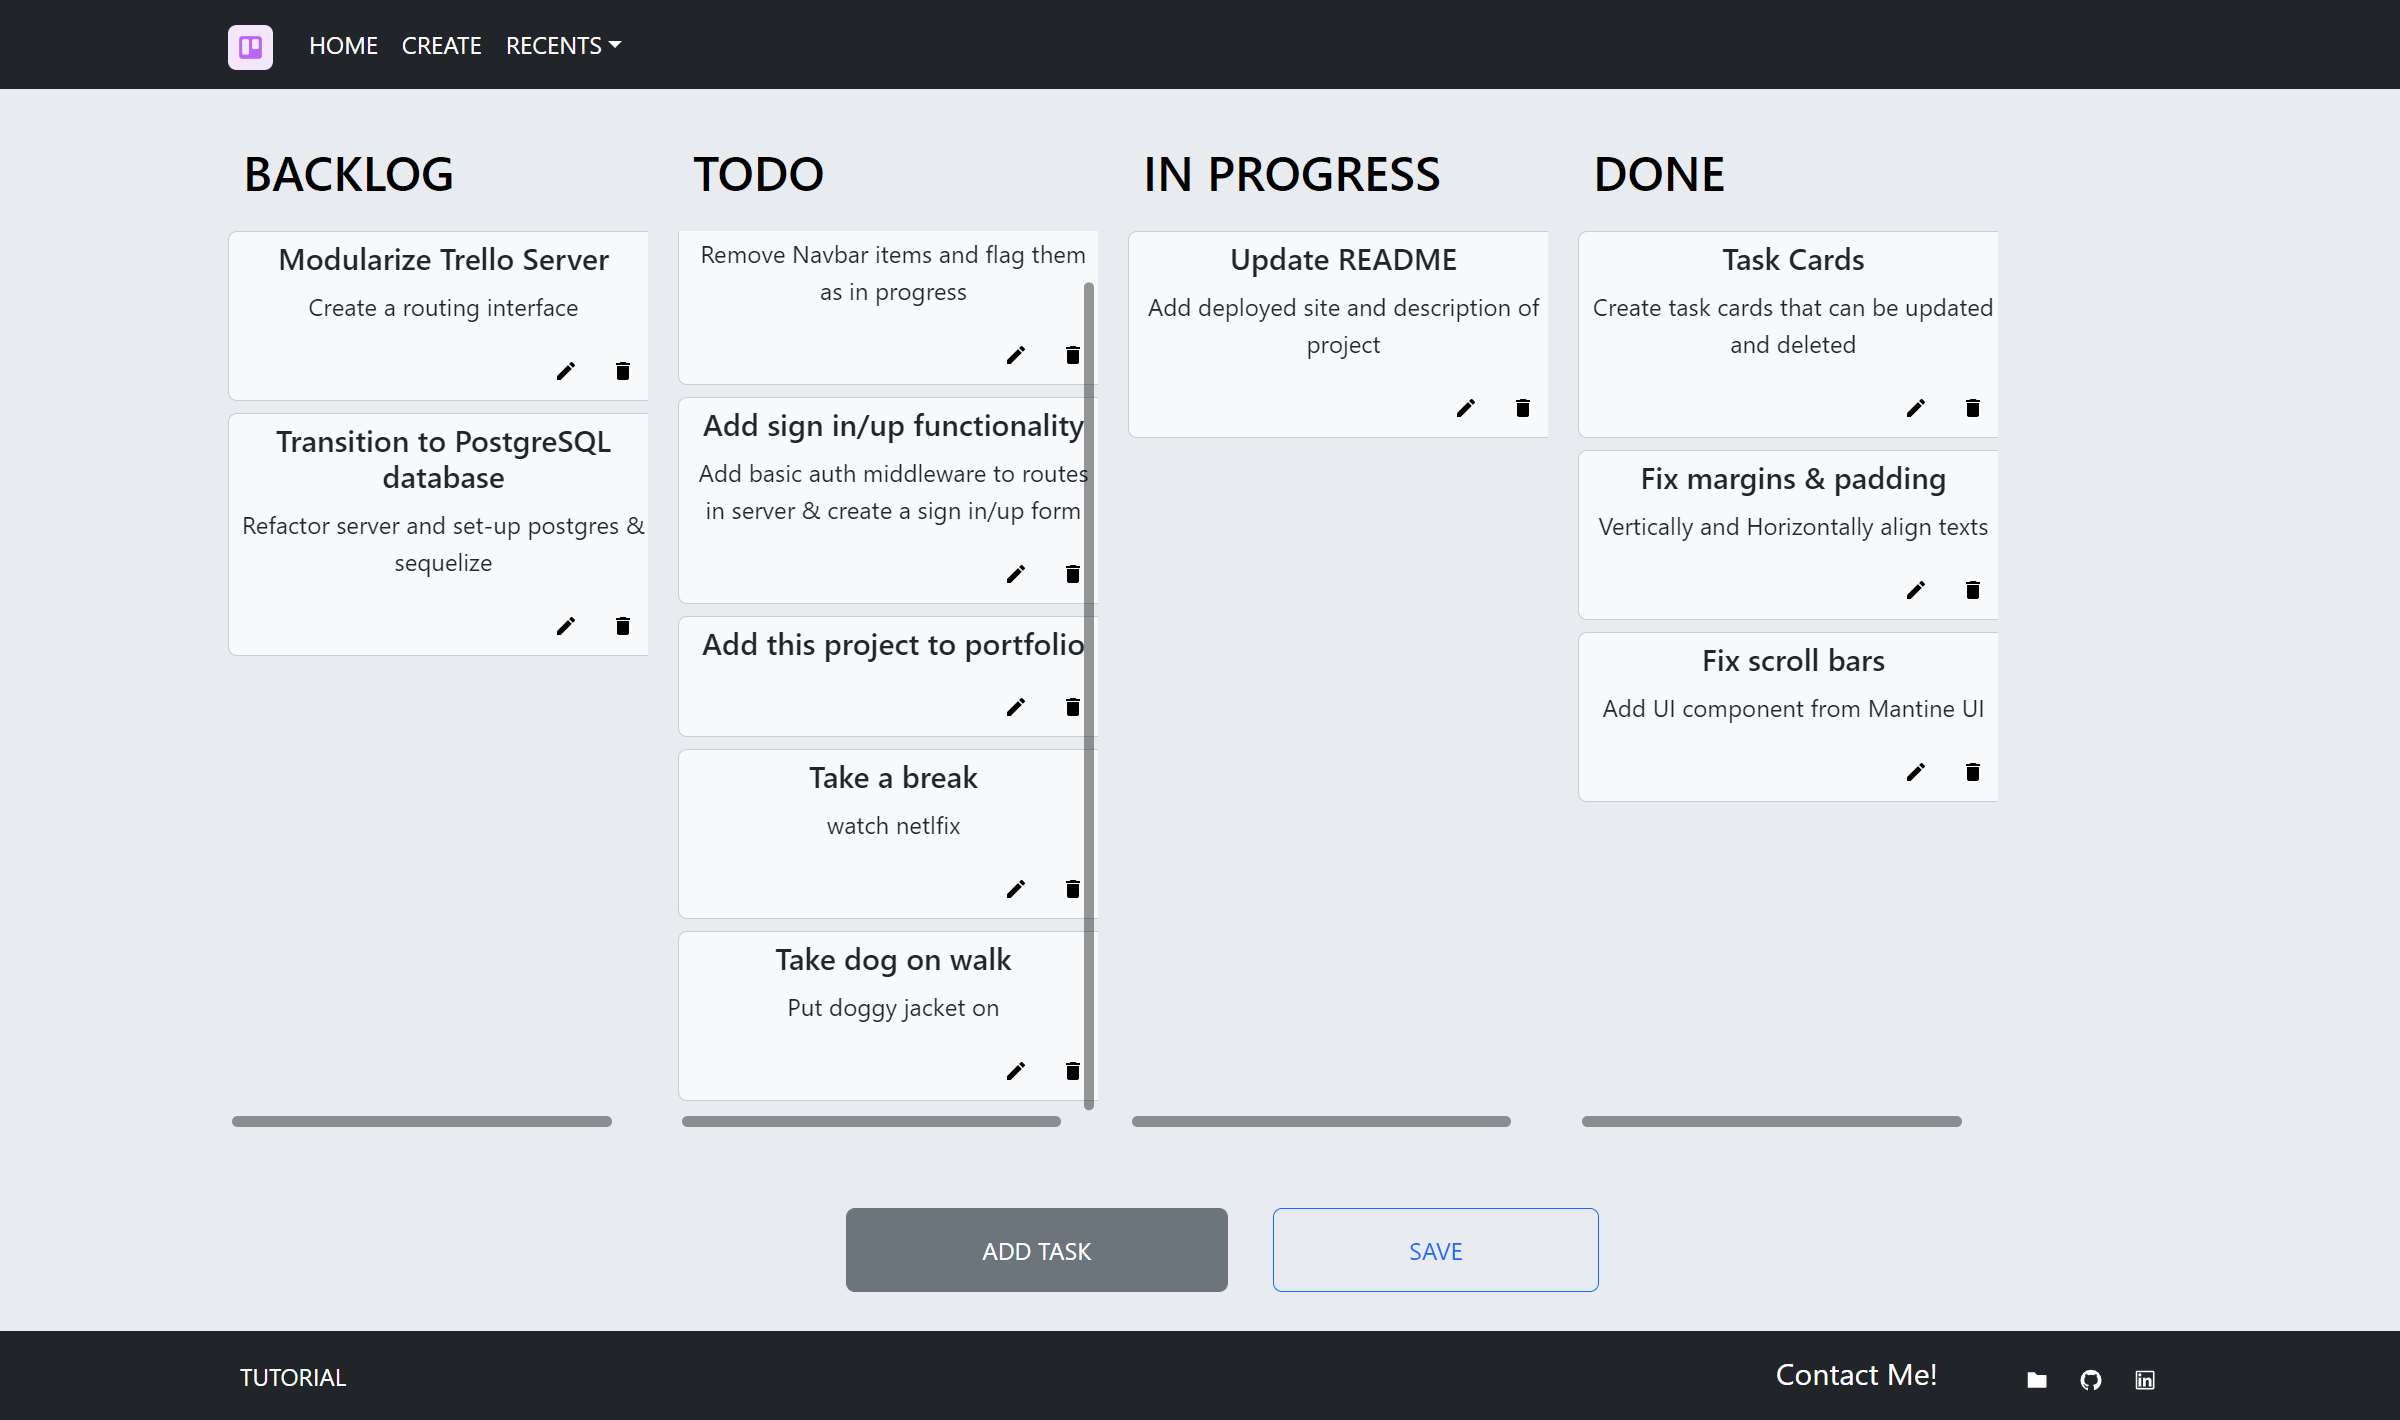 HOME CREATE RECENTS
BACKLOG
Modularize Trello Server
Create a routing interface
Transition to PostgreSQL
database
Refactor server and set-up postgres &
sequelize
TODO
Remove Navbar items and flag them
as in progress
Add sign in/up functionality
Add basic auth middleware to routes
in server & create a sign in/up form
Add this project to portfolio
Take a break
watch netlfix
Take dog on walk
Put doggy jacket on
IN PROGRESS
Update README
Add deployed site and description of
project
DONE
Task Cards
Create task cards that can be updated
and deleted
Fix margins & padding
Vertically and Horizontally align texts
Fix scroll bars
Add UI component from Mantine UI
ADD TASK
SAVE
TUTORIAL
Contact Me!